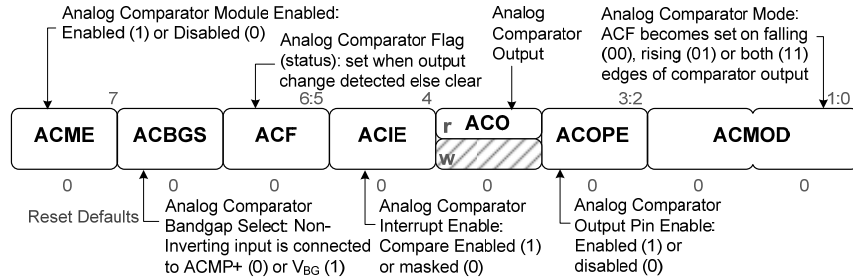 Analog Comparator Module Enabled:
Enabled (1) or Disabled (0)
Analog Comparator Flag
(status): set when output
change detected else clear
Analog
Comparator
Output
Analog Comparator Mode:
ACF becomes set on falling
(00), rising (01) or both (11)
edges of comparator output
7 6:5 4 3:2 1:0
ACME ACBGS ACF ACIE r ACO ACOPE ACMOD
w
0 0 0 0 0 0 0 0
Reset Defaults
Analog Comparator
Bandgap Select: Non-
Inverting input is connected
to ACMP+ (0) or VBG (1)
Analog Comparator
Interrupt Enable:
Compare Enabled (1)
or masked (0)
Analog Comparator
Output Pin Enable:
Enabled (1) or
disabled (0)